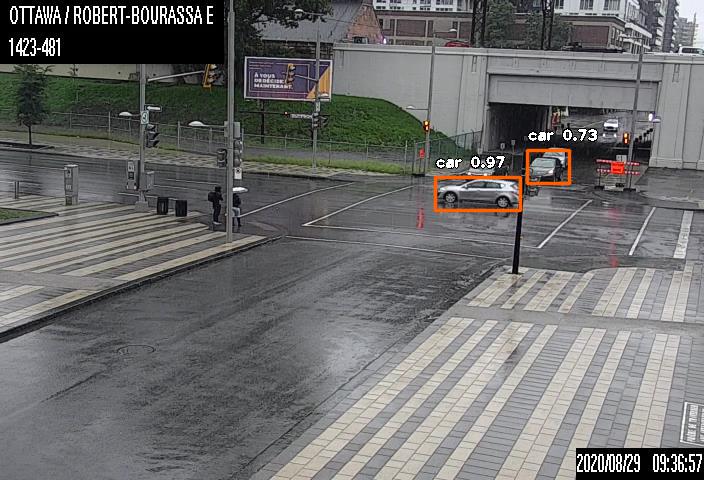 OTTAWA / ROBERT-BOURASSA E
1423-481
À VOUS
DE DÉCIDER
MAINTENANT.
car 0.97
car 0.73
2020/08/29 09:36:57